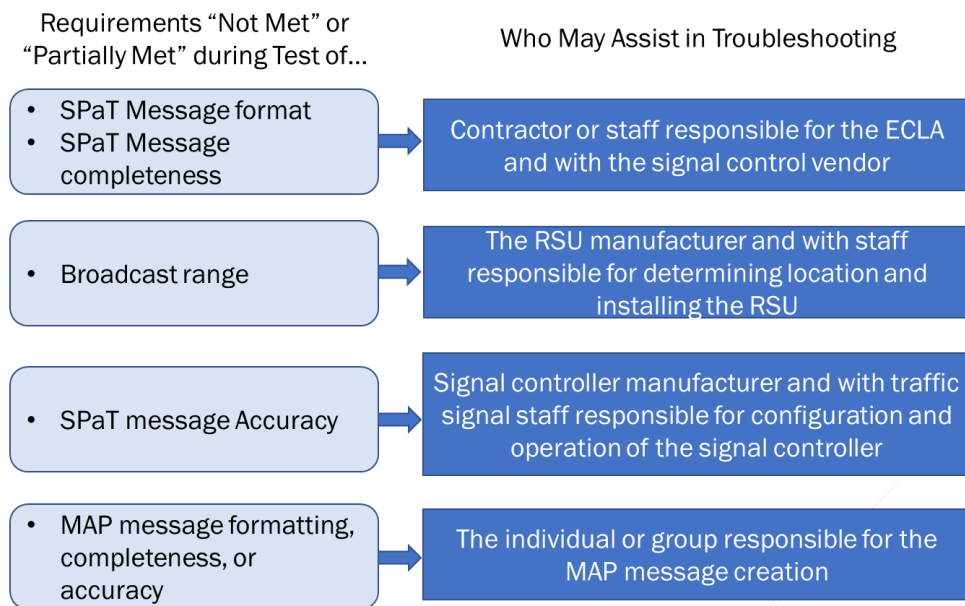 Requirements “Not Met” or
“Partially Met” during Test of...
Who May Assist in Troubleshooting
• SPaT Message format
• SPaT Message
completeness
Contractor or staff responsible for the ECLA
and with the signal control vendor
• Broadcast range
The RSU manufacturer and with staff
responsible for determining location and
installing the RSU
• SPaT message Accuracy
Signal controller manufacturer and with traffic
signal staff responsible for configuration and
operation of the signal controller
• MAP message formatting,
completeness, or
accuracy
The individual or group responsible for the
MAP message creation